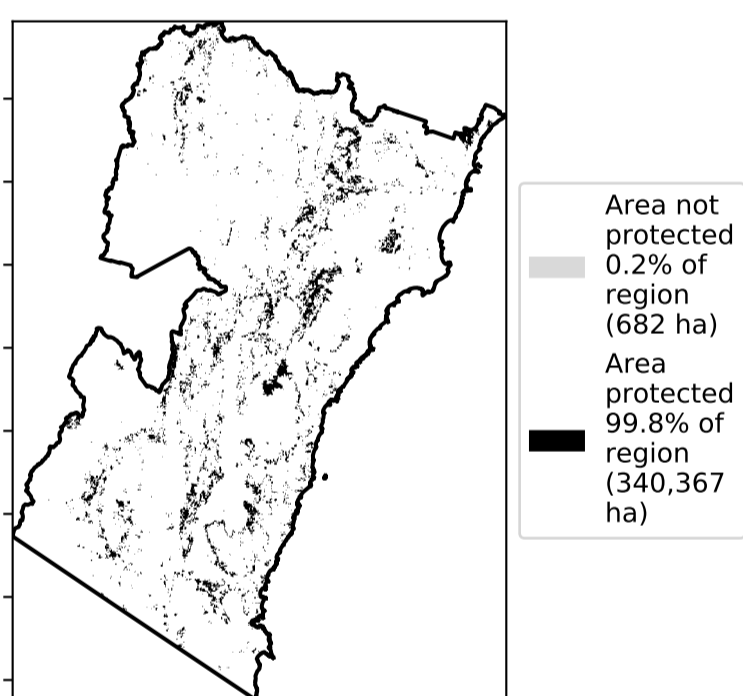 Area not
protected
0.2% of
region
(682 ha)
Area
protected
99.8% of
region
(340,367
ha)